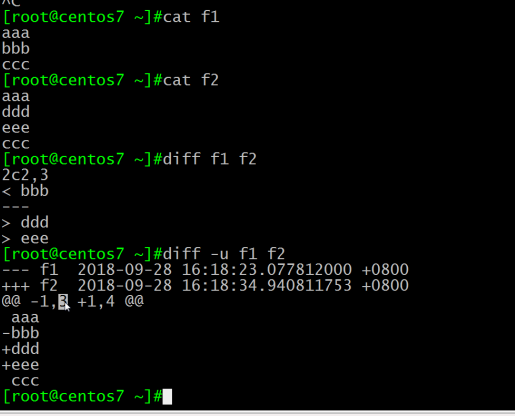 ^C
[root@centos7 ~]#cat f1
aaa
bbb
ccc
[root@centos7 ~]#cat f2
aaa
ddd
eee
ccc
[root@centos7 ~]#diff f1 f2
2c2,3
< bbb
---
> ddd
> eee
[root@centos7 ~]#diff -u f1 f2
--- f1  2018-09-28 16:18:23.077812000 +0800
+++ f2  2018-09-28 16:18:34.940811753 +0800
@@ -1,3 +1,4 @@
 aaa
-bbb
+ddd
+eee
 ccc
[root@centos7 ~]#